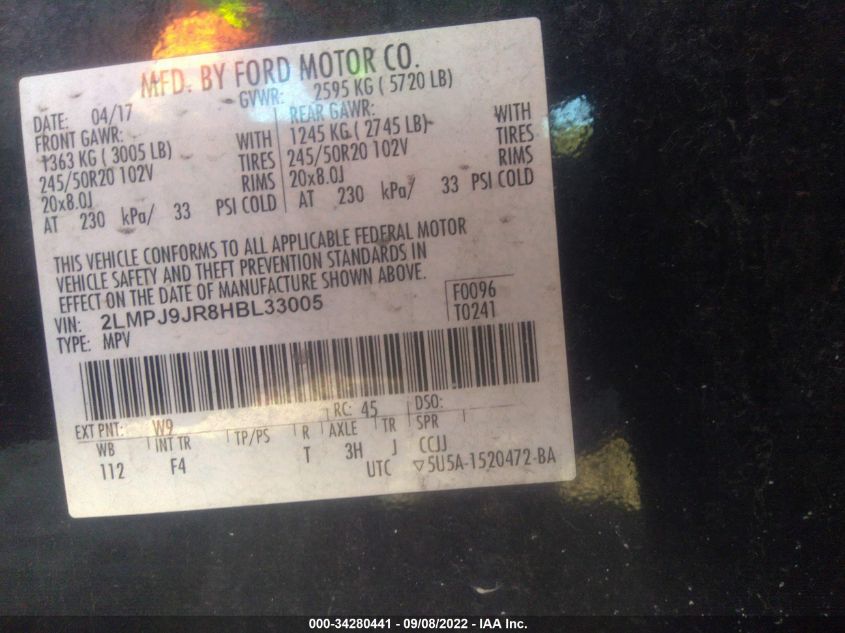 MFD. BY FORD MOTOR CO.
DATE: 04/17 GVWR: 2595 KG ( 5720 LB)
FRONT GAWR: REAR GAWR:
1363 KG ( 3005 LB) WITH 1245 KG ( 2745 LB) WITH
245/50R20 102V TIRES 245/50R20 102V TIRES
20x8.0J RIMS 20x8.0J RIMS
AT 230 kPa/ 33 PSI COLD AT 230 kPa/ 33 PSI COLD
THIS VEHICLE CONFORMS TO ALL APPLICABLE FEDERAL MOTOR
VEHICLE SAFETY AND THEFT PREVENTION STANDARDS IN
EFFECT ON THE DATE OF MANUFACTURE SHOWN ABOVE.
VIN: 2LMPJ9JR8HBL33005 F0096
TYPE: MPV T0241
EXT PNT: W9 RC: 45 DSO:
WB INT TR TP/PS R AXLE TR SPR
112 F4 T 3H J CCJJ
UTC ▽5U5A-1520472-BA
000-34280441 - 09/08/2022 - IAA Inc.